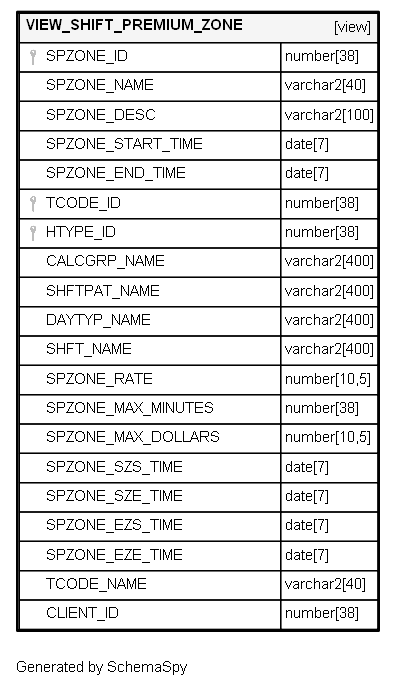 VIEW_SHIFT_PREMIUM_ZONE [view]
SPZONE_ID number[38]
SPZONE_NAME varchar2[40]
SPZONE_DESC varchar2[100]
SPZONE_START_TIME date[7]
SPZONE_END_TIME date[7]
TCODE_ID number[38]
HTYPE_ID number[38]
CALCGRP_NAME varchar2[400]
SHFTPAT_NAME varchar2[400]
DAYTYP_NAME varchar2[400]
SHFT_NAME varchar2[400]
SPZONE_RATE number[10,5]
SPZONE_MAX_MINUTES number[38]
SPZONE_MAX_DOLLARS number[10,5]
SPZONE_SZS_TIME date[7]
SPZONE_SZE_TIME date[7]
SPZONE_EZS_TIME date[7]
SPZONE_EZE_TIME date[7]
TCODE_NAME varchar2[40]
CLIENT_ID number[38]
Generated by SchemaSpy